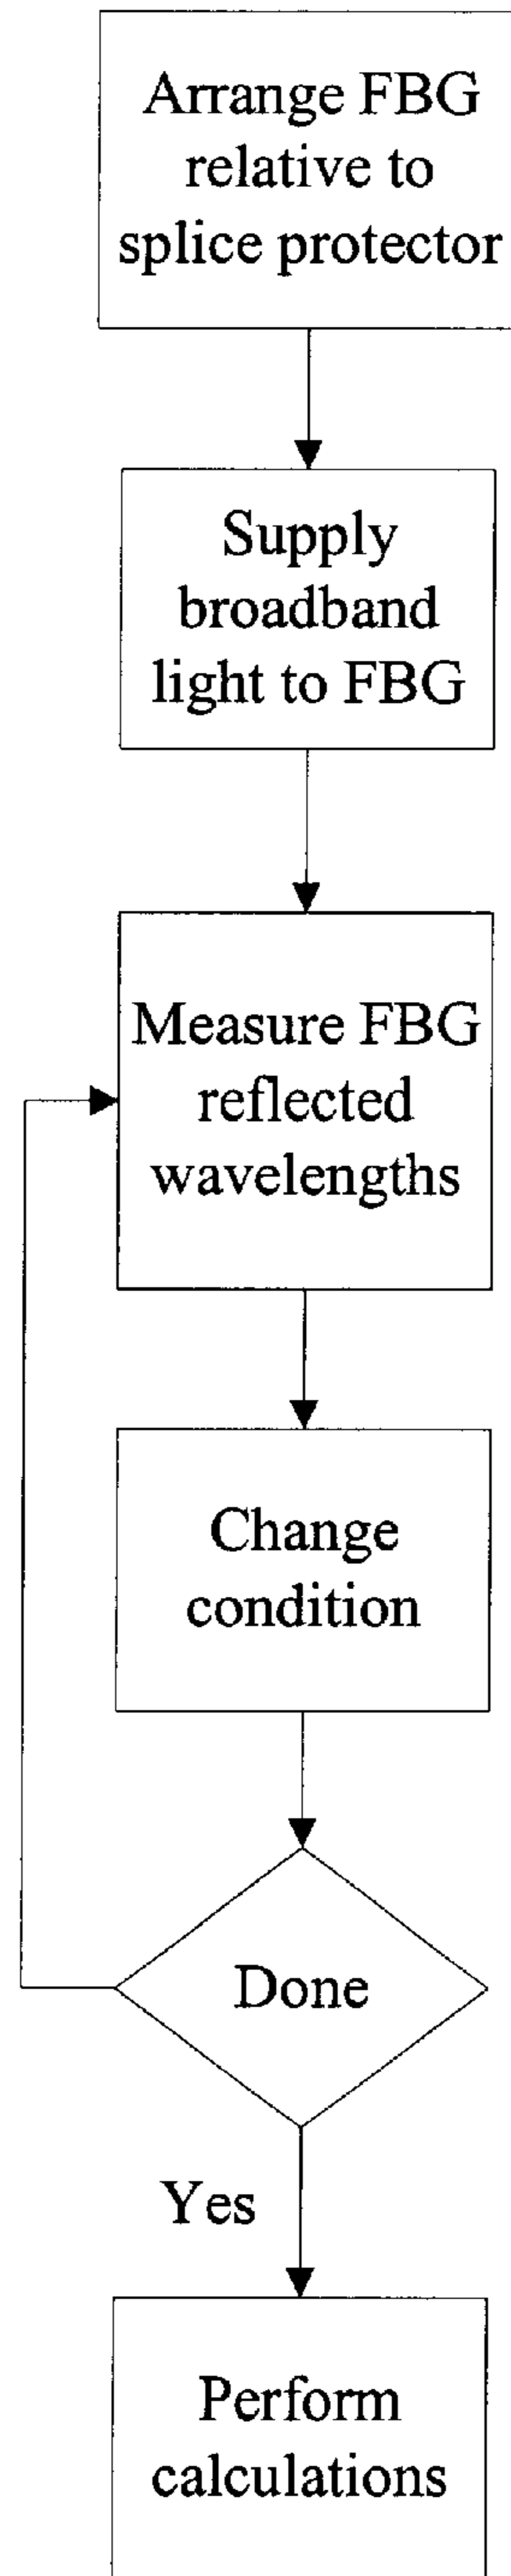 Arrange FBG
relative to
splice protector
Supply
broadband
light to FBG
Measure FBG
reflected
wavelengths
Change
condition
Done
Yes
Perform
calculations